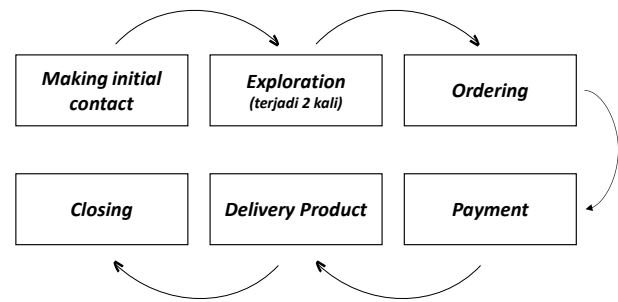 Making initial
contact
Exploration
(terjadi 2 kali)
Ordering
Closing
Delivery Product
Payment